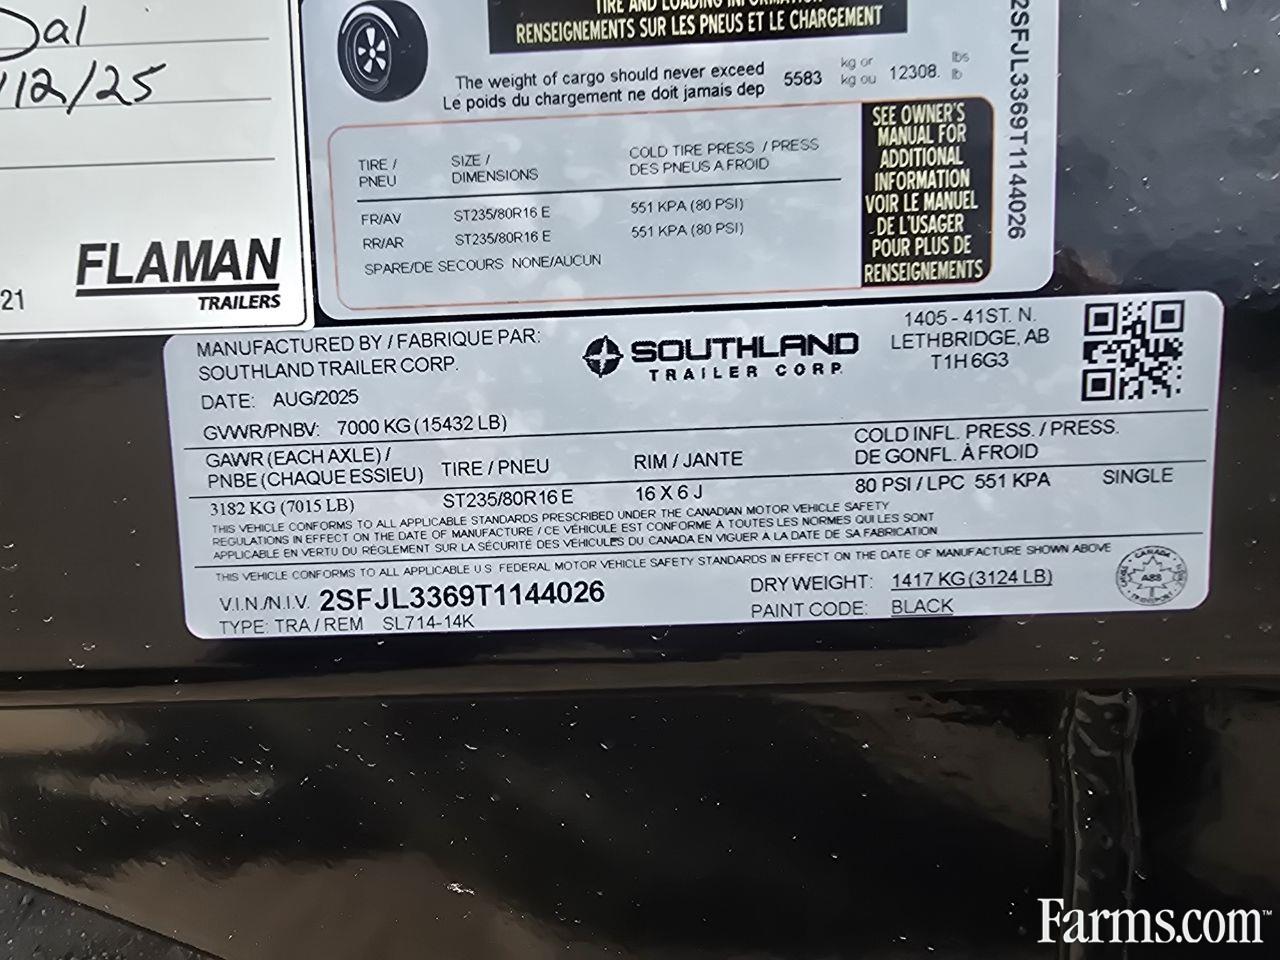 Dal
112/25
21
FLAMAN
TRAILERS
TIRE AND LOADING INFORMATION
RENSEIGNEMENTS SUR LES PNEUS ET LE CHARGEMENT
The weight of cargo should never exceed
Le poids du chargement ne doit jamais dep
5583 kg or 12308. lbs
kg ou lb
TIRE / SIZE / COLD TIRE PRESS / PRESS
PNEU DIMENSIONS DES PNEUS A FROID
FR/AV ST235/80R16 E 551 KPA (80 PSI)
RR/AR ST235/80R16 E 551 KPA (80 PSI)
SPARE/DE SECOURS NONE/AUCUN
SEE OWNER'S
MANUAL FOR
ADDITIONAL
INFORMATION
VOIR LE MANUEL
DE L'USAGER
POUR PLUS DE
RENSEIGNEMENTS
2SFJL3369T1144026
MANUFACTURED BY / FABRIQUE PAR:
SOUTHLAND TRAILER CORP.
SOUTHLAND
TRAILER CORP
1405 - 41ST. N.
LETHBRIDGE, AB
T1H 6G3
DATE: AUG/2025
GVWR/PNBV: 7000 KG (15432 LB)
GAWR (EACH AXLE) /
PNBE (CHAQUE ESSIEU) TIRE / PNEU RIM / JANTE COLD INFL. PRESS. / PRESS.
DE GONFL. À FROID
3182 KG (7015 LB) ST235/80R16 E 16 X 6 J 80 PSI / LPC 551 KPA SINGLE
THIS VEHICLE CONFORMS TO ALL APPLICABLE STANDARDS PRESCRIBED UNDER THE CANADIAN MOTOR VEHICLE SAFETY
REGULATIONS IN EFFECT ON THE DATE OF MANUFACTURE / CE VÉHICULE EST CONFORME À TOUTES LES NORMES QUI LES SONT
APPLICABLE EN VERTU DU RÈGLEMENT SUR LA SÉCURITÉ DES VÉHICULES DU CANADA EN VIGUER A LA DATE DE SA FABRICATION
THIS VEHICLE CONFORMS TO ALL APPLICABLE U.S. FEDERAL MOTOR VEHICLE SAFETY STANDARDS IN EFFECT ON THE DATE OF MANUFACTURE SHOWN ABOVE
V.I.N./N.I.V. 2SFJL3369T1144026
TYPE: TRA / REM SL714-14K
DRY WEIGHT: 1417 KG (3124 LB)
PAINT CODE: BLACK
CANADA
Farms.com™